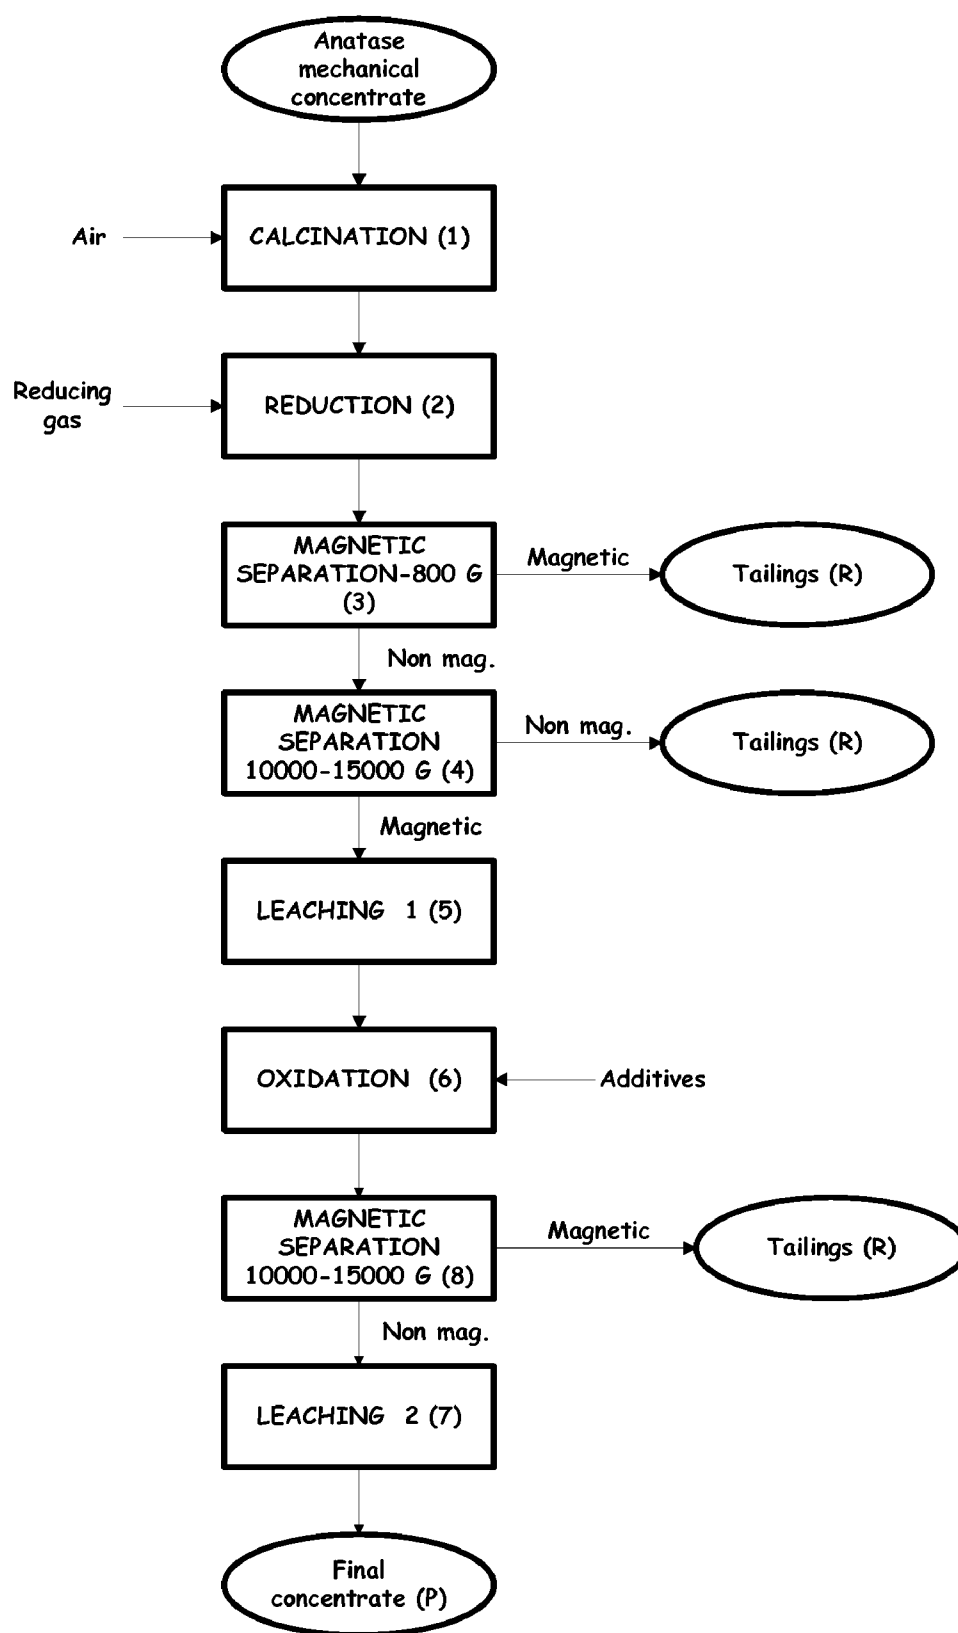 Anatase
mechanical
concentrate
Air
CALCINATION (1)
Reducing
gas
REDUCTION (2)
MAGNETIC
SEPARATION-800 G
(3)
Magnetic
Tailings (R)
Non mag.
MAGNETIC
SEPARATION
10000-15000 G (4)
Non mag.
Tailings (R)
Magnetic
LEACHING 1 (5)
OXIDATION (6)
Additives
MAGNETIC
SEPARATION
10000-15000 G (8)
Magnetic
Tailings (R)
Non mag.
LEACHING 2 (7)
Final
concentrate (P)